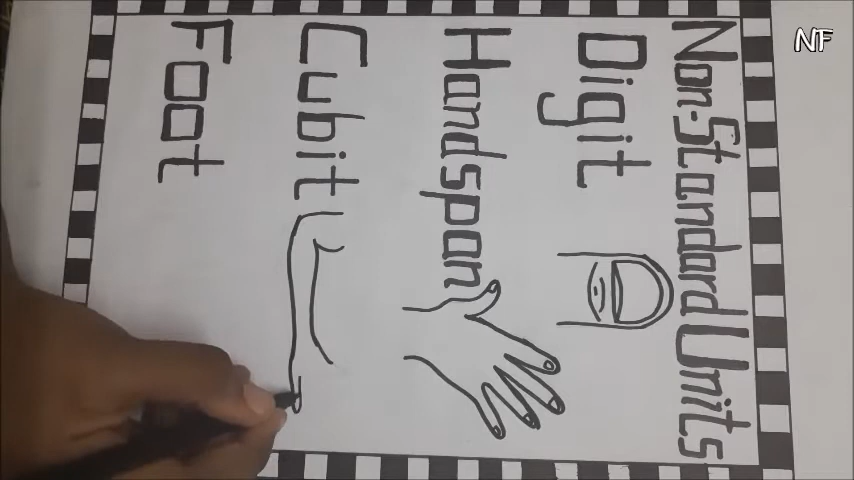 Non-Standard Units
Digit
Handspan
Cubit
Foot
NF